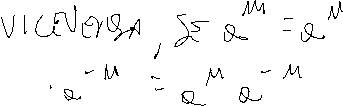 VICEVERSA, SE a^m = a^n
a^-n = a^n a^-n